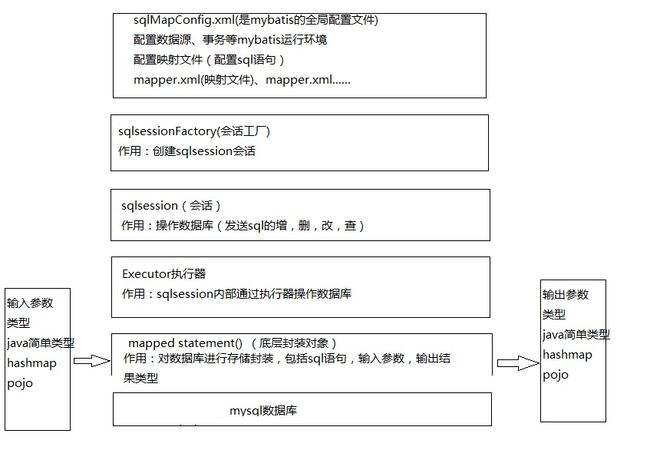 sqlMapConfig.xml(是mybatis的全局配置文件)
配置数据源、事务等mybatis运行环境
配置映射文件（配置sql语句）
mapper.xml(映射文件)、mapper.xml......
sqlsessionFactory(会话工厂)
作用：创建sqlsession会话
sqlsession（会话）
作用：操作数据库（发送sql的增，删，改，查）
Executor执行器
作用：sqlsession内部通过执行器操作数据库
输入参数
类型
java简单类型
hashmap
pojo
mapped statement() （底层封装对象）
作用：对数据库进行存储封装，包括sql语句，输入参数，输出结
果类型
输出参数
类型
java简单类型
hashmap
pojo
mysql数据库